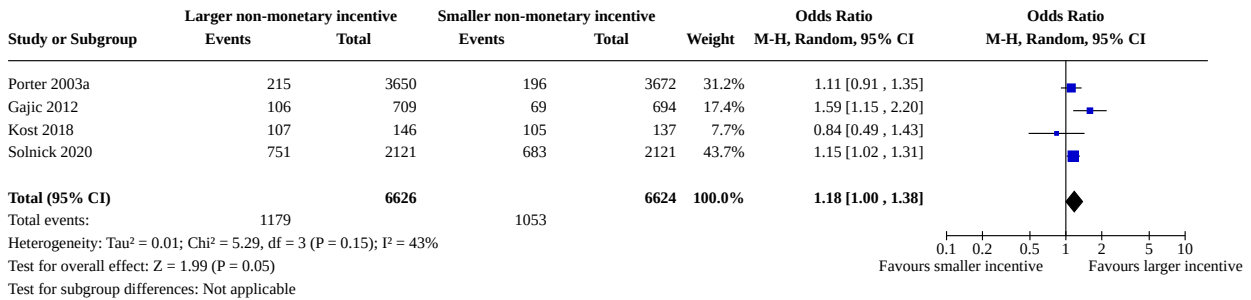 Larger non-monetary incentive Smaller non-monetary incentive Odds Ratio Odds Ratio
Study or Subgroup Events Total Events Total Weight M-H, Random, 95% CI M-H, Random, 95% CI
Porter 2003a 215 3650 196 3672 31.2% 1.11 [0.91 , 1.35]
Gajic 2012 106 709 69 694 17.4% 1.59 [1.15 , 2.20]
Kost 2018 107 146 105 137 7.7% 0.84 [0.49 , 1.43]
Solnick 2020 751 2121 683 2121 43.7% 1.15 [1.02 , 1.31]
Total (95% CI) 6626 6624 100.0% 1.18 [1.00 , 1.38]
Total events: 1179 1053
Heterogeneity: Tau² = 0.01; Chi² = 5.29, df = 3 (P = 0.15); I² = 43%
0.1 0.2 0.5 1 2 5 10
Test for overall effect: Z = 1.99 (P = 0.05)
Favours smaller incentive Favours larger incentive
Test for subgroup differences: Not applicable